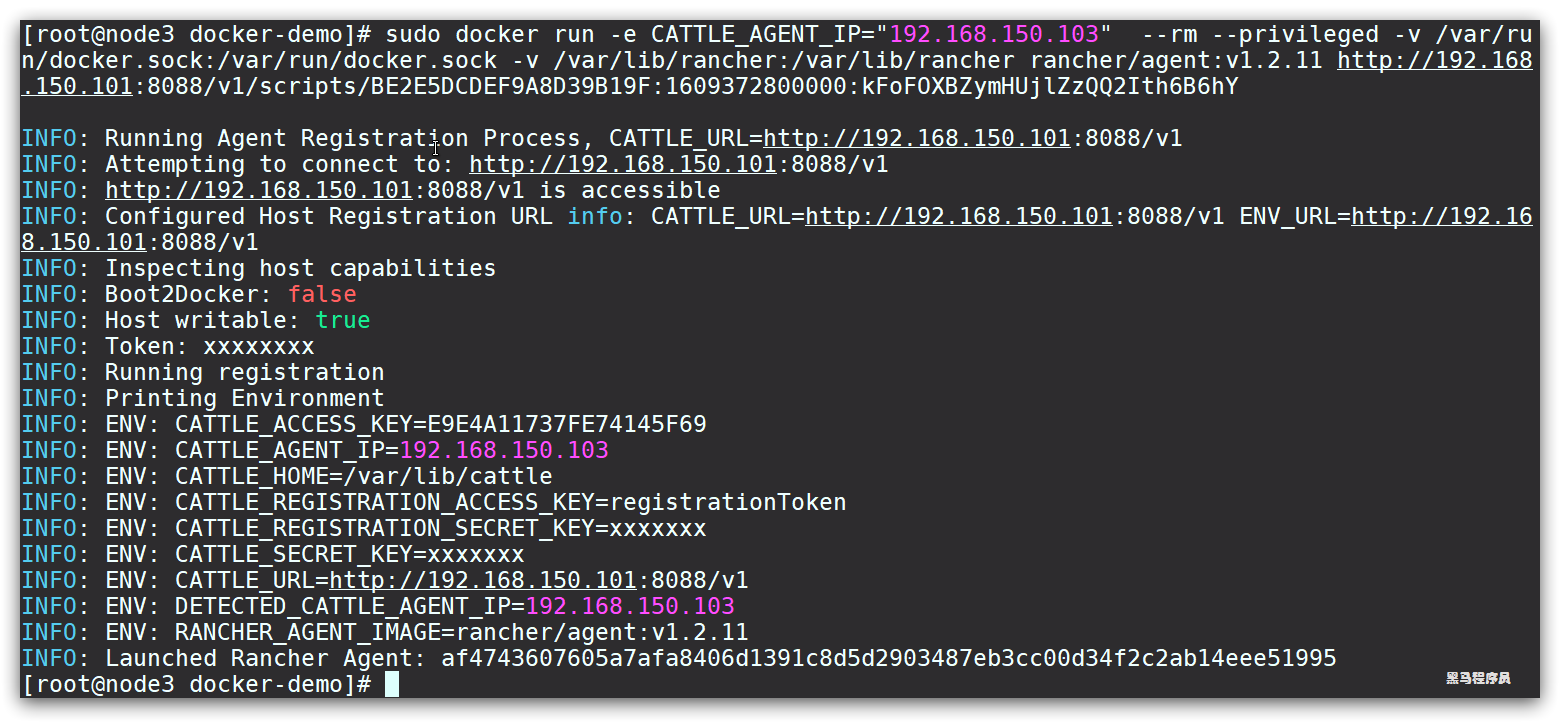 [root@node3 docker-demo]# sudo docker run -e CATTLE_AGENT_IP="192.168.150.103"  --rm --privileged -v /var/ru
n/docker.sock:/var/run/docker.sock -v /var/lib/rancher:/var/lib/rancher rancher/agent:v1.2.11 http://192.168
.150.101:8088/v1/scripts/BE2E5DCDEF9A8D39B19F:1609372800000:kFoFOXBZymHUjlZzQQ2Ith6B6hY
INFO: Running Agent Registration Process, CATTLE_URL=http://192.168.150.101:8088/v1
INFO: Attempting to connect to: http://192.168.150.101:8088/v1
INFO: http://192.168.150.101:8088/v1 is accessible
INFO: Configured Host Registration URL info: CATTLE_URL=http://192.168.150.101:8088/v1 ENV_URL=http://192.16
8.150.101:8088/v1
INFO: Inspecting host capabilities
INFO: Boot2Docker: false
INFO: Host writable: true
INFO: Token: xxxxxxxx
INFO: Running registration
INFO: Printing Environment
INFO: ENV: CATTLE_ACCESS_KEY=E9E4A11737FE74145F69
INFO: ENV: CATTLE_AGENT_IP=192.168.150.103
INFO: ENV: CATTLE_HOME=/var/lib/cattle
INFO: ENV: CATTLE_REGISTRATION_ACCESS_KEY=registrationToken
INFO: ENV: CATTLE_REGISTRATION_SECRET_KEY=xxxxxxx
INFO: ENV: CATTLE_SECRET_KEY=xxxxxxx
INFO: ENV: CATTLE_URL=http://192.168.150.101:8088/v1
INFO: ENV: DETECTED_CATTLE_AGENT_IP=192.168.150.103
INFO: ENV: RANCHER_AGENT_IMAGE=rancher/agent:v1.2.11
INFO: Launched Rancher Agent: af4743607605a7afa8406d1391c8d5d2903487eb3cc00d34f2c2ab14eee51995
[root@node3 docker-demo]#
黑马程序员